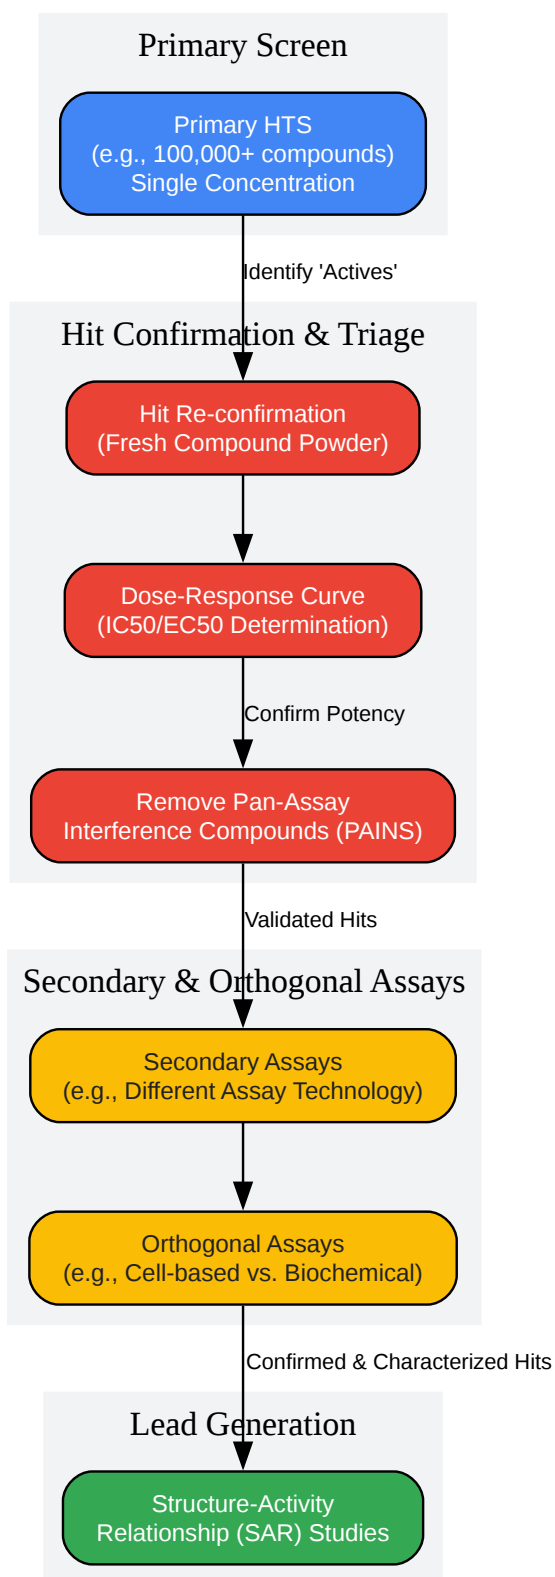 Primary Screen
Primary HTS
(e.g., 100,000+ compounds)
Single Concentration
Identify 'Actives'
Hit Confirmation & Triage
Hit Re-confirmation
(Fresh Compound Powder)
Dose-Response Curve
(IC50/EC50 Determination)
Confirm Potency
Remove Pan-Assay
Interference Compounds (PAINS)
Validated Hits
Secondary & Orthogonal Assays
Secondary Assays
(e.g., Different Assay Technology)
Orthogonal Assays
(e.g., Cell-based vs. Biochemical)
Confirmed & Characterized Hits
Lead Generation
Structure-Activity
Relationship (SAR) Studies